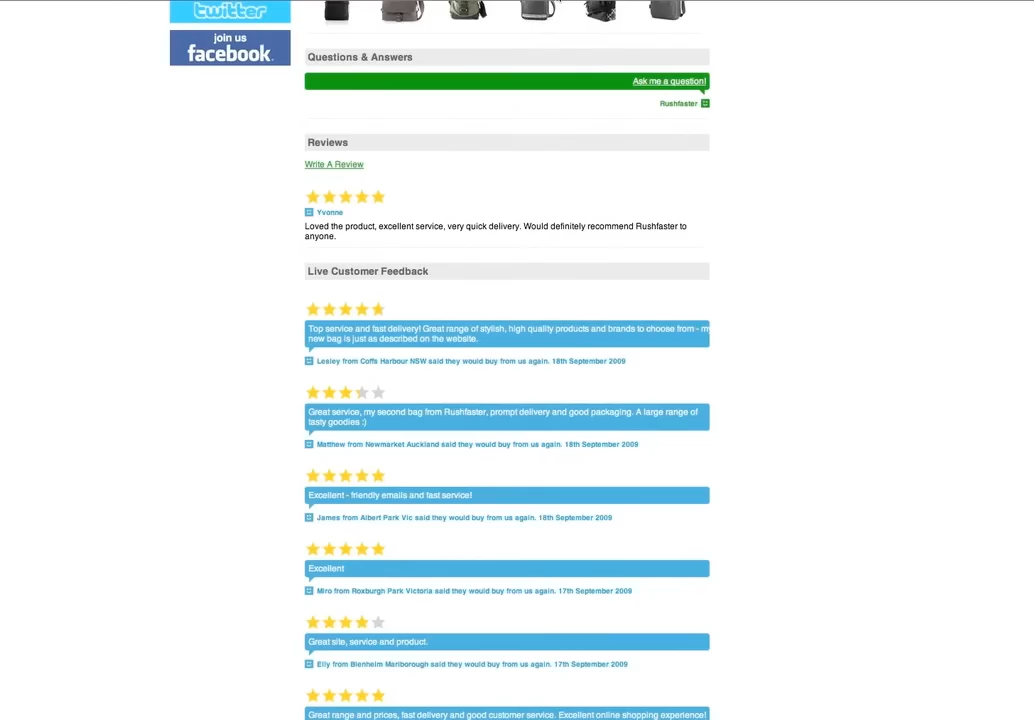 twitter
join us
facebook.
Questions & Answers
Ask me a question!
Rushfaster
Reviews
Write A Review
Yvonne
Loved the product, excellent service, very quick delivery. Would definitely recommend Rushfaster to
anyone.
Live Customer Feedback
Top service and fast delivery! Great range of stylish, high quality products and brands to choose from - my
new bag is just as described on the website.
Lesley from Coffs Harbour NSW said they would buy from us again. 18th September 2009
Great service, my second bag from Rushfaster, prompt delivery and good packaging. A large range of
tasty goodies :)
Matthew from Newmarket Auckland said they would buy from us again. 18th September 2009
Excellent - friendly emails and fast service!
James from Albert Park Vic said they would buy from us again. 18th September 2009
Excellent
Miro from Roxburgh Park Victoria said they would buy from us again. 17th September 2009
Great site, service and product.
Elly from Blenheim Marlborough said they would buy from us again. 17th September 2009
Great range and prices, fast delivery and good customer service. Excellent online shopping experience!